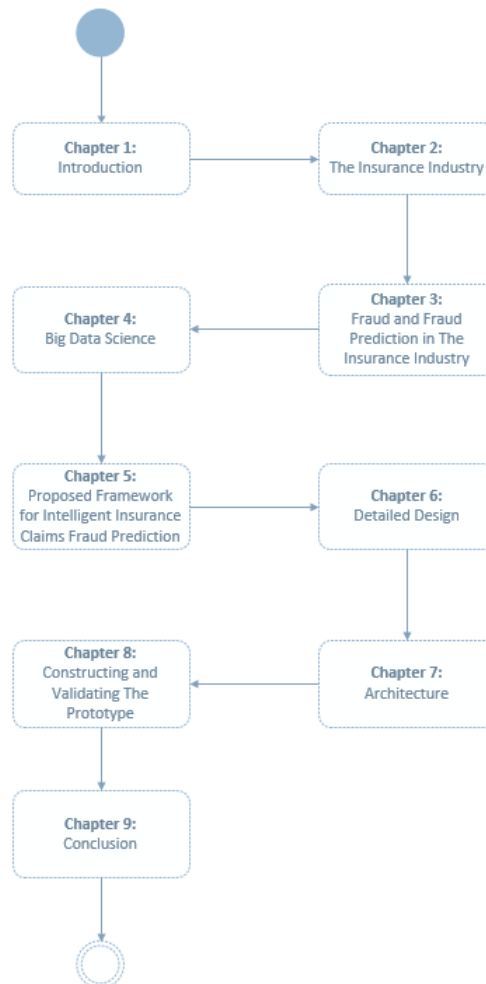 Chapter 1:
Introduction
Chapter 2:
The Insurance Industry
Chapter 3:
Fraud and Fraud
Prediction in The
Insurance Industry
Chapter 4:
Big Data Science
Chapter 5:
Proposed Framework
for Intelligent Insurance
Claims Fraud Prediction
Chapter 6:
Detailed Design
Chapter 7:
Architecture
Chapter 8:
Constructing and
Validating The
Prototype
Chapter 9:
Conclusion